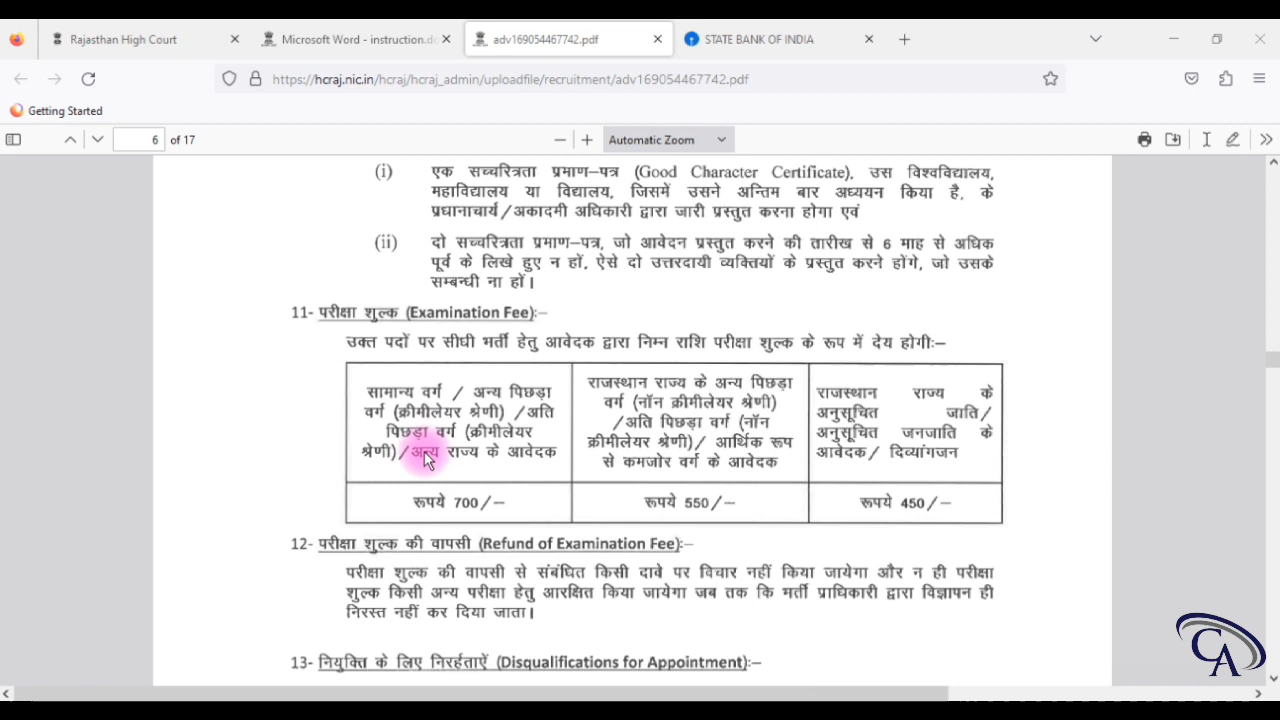 Rajasthan High Court
Microsoft Word - instruction.do
adv169054467742.pdf
STATE BANK OF INDIA
https://hcraj.nic.in/hcraj/hcraj_admin/uploadfile/recruitment/adv169054467742.pdf
Getting Started
6 of 17
Automatic Zoom
(i) एक सच्चरित्रता प्रमाण–पत्र (Good Character Certificate), उस विश्वविद्यालय,
महाविद्यालय या विद्यालय, जिसमें उसने अन्तिम बार अध्ययन किया है, के
प्रधानाचार्य/अकादमी अधिकारी द्वारा जारी प्रस्तुत करना होगा एवं
(ii) दो सच्चरित्रता प्रमाण–पत्र, जो आवेदन प्रस्तुत करने की तारीख से 6 माह से अधिक
पूर्व के लिखे हुए न हों, ऐसे दो उत्तरदायी व्यक्तियों के प्रस्तुत करने होंगे, जो उसके
सम्बन्धी ना हों।
11- परीक्षा शुल्क (Examination Fee):–
उक्त पदों पर सीधी भर्ती हेतु आवेदक द्वारा निम्न राशि परीक्षा शुल्क के रूप में देय होगी:–
सामान्य वर्ग / अन्य पिछड़ा
वर्ग (क्रीमीलेयर श्रेणी) /अति
पिछड़ा वर्ग (क्रीमीलेयर
श्रेणी)/अन्य राज्य के आवेदक
राजस्थान राज्य के अन्य पिछड़ा
वर्ग (नॉन क्रीमीलेयर श्रेणी)
/अति पिछड़ा वर्ग (नॉन
क्रीमीलेयर श्रेणी)/ आर्थिक रूप
से कमजोर वर्ग के आवेदक
राजस्थान राज्य के
अनुसूचित जाति/
अनुसूचित जनजाति के
आवेदक/ दिव्यांगजन
रूपये 700/–
रूपये 550/–
रूपये 450/–
12- परीक्षा शुल्क की वापसी (Refund of Examination Fee):–
परीक्षा शुल्क की वापसी से संबंधित किसी दावे पर विचार नहीं किया जायेगा और न ही परीक्षा
शुल्क किसी अन्य परीक्षा हेतु आरक्षित किया जायेगा जब तक कि भर्ती प्राधिकारी द्वारा विज्ञापन ही
निरस्त नहीं कर दिया जाता।
13- नियुक्ति के लिए निरर्हताऐं (Disqualifications for Appointment):–
CA